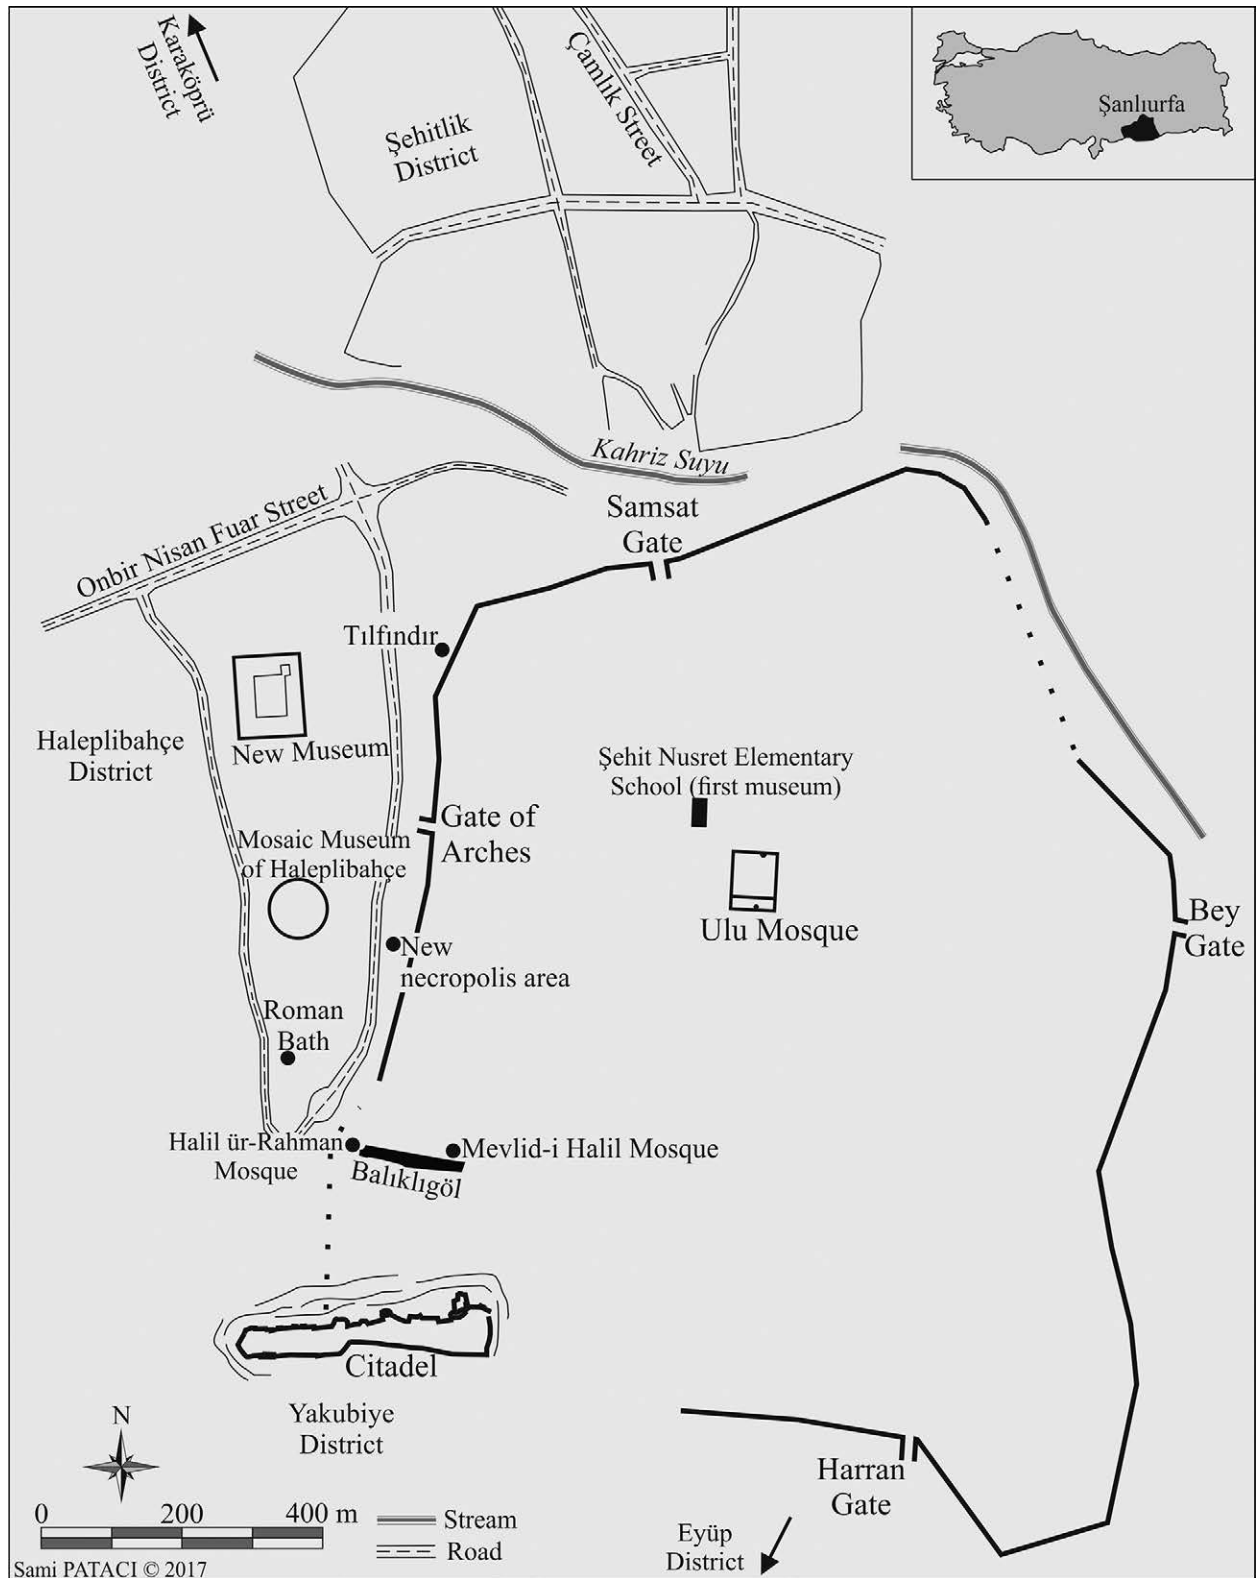 Karaköprü
District
Şehitlik
District
Çamlık Street
Şanlıurfa
Kahriz Suyu
Samsat
Gate
Onbir Nisan Fuar Street
Tılfındır
Haleplibahçe
District
New Museum
Şehit Nusret Elementary
School (first museum)
Gate of
Arches
Mosaic Museum
of Haleplibahçe
Ulu Mosque
Bey
Gate
New
necropolis area
Roman
Bath
Halil ür-Rahman
Mosque
Mevlid-i Halil Mosque
Balıklıgöl
Citadel
Yakubiye
District
N
Harran
Gate
0 200 400 m
Stream
Road
Eyüp
District
Sami PATACI © 2017